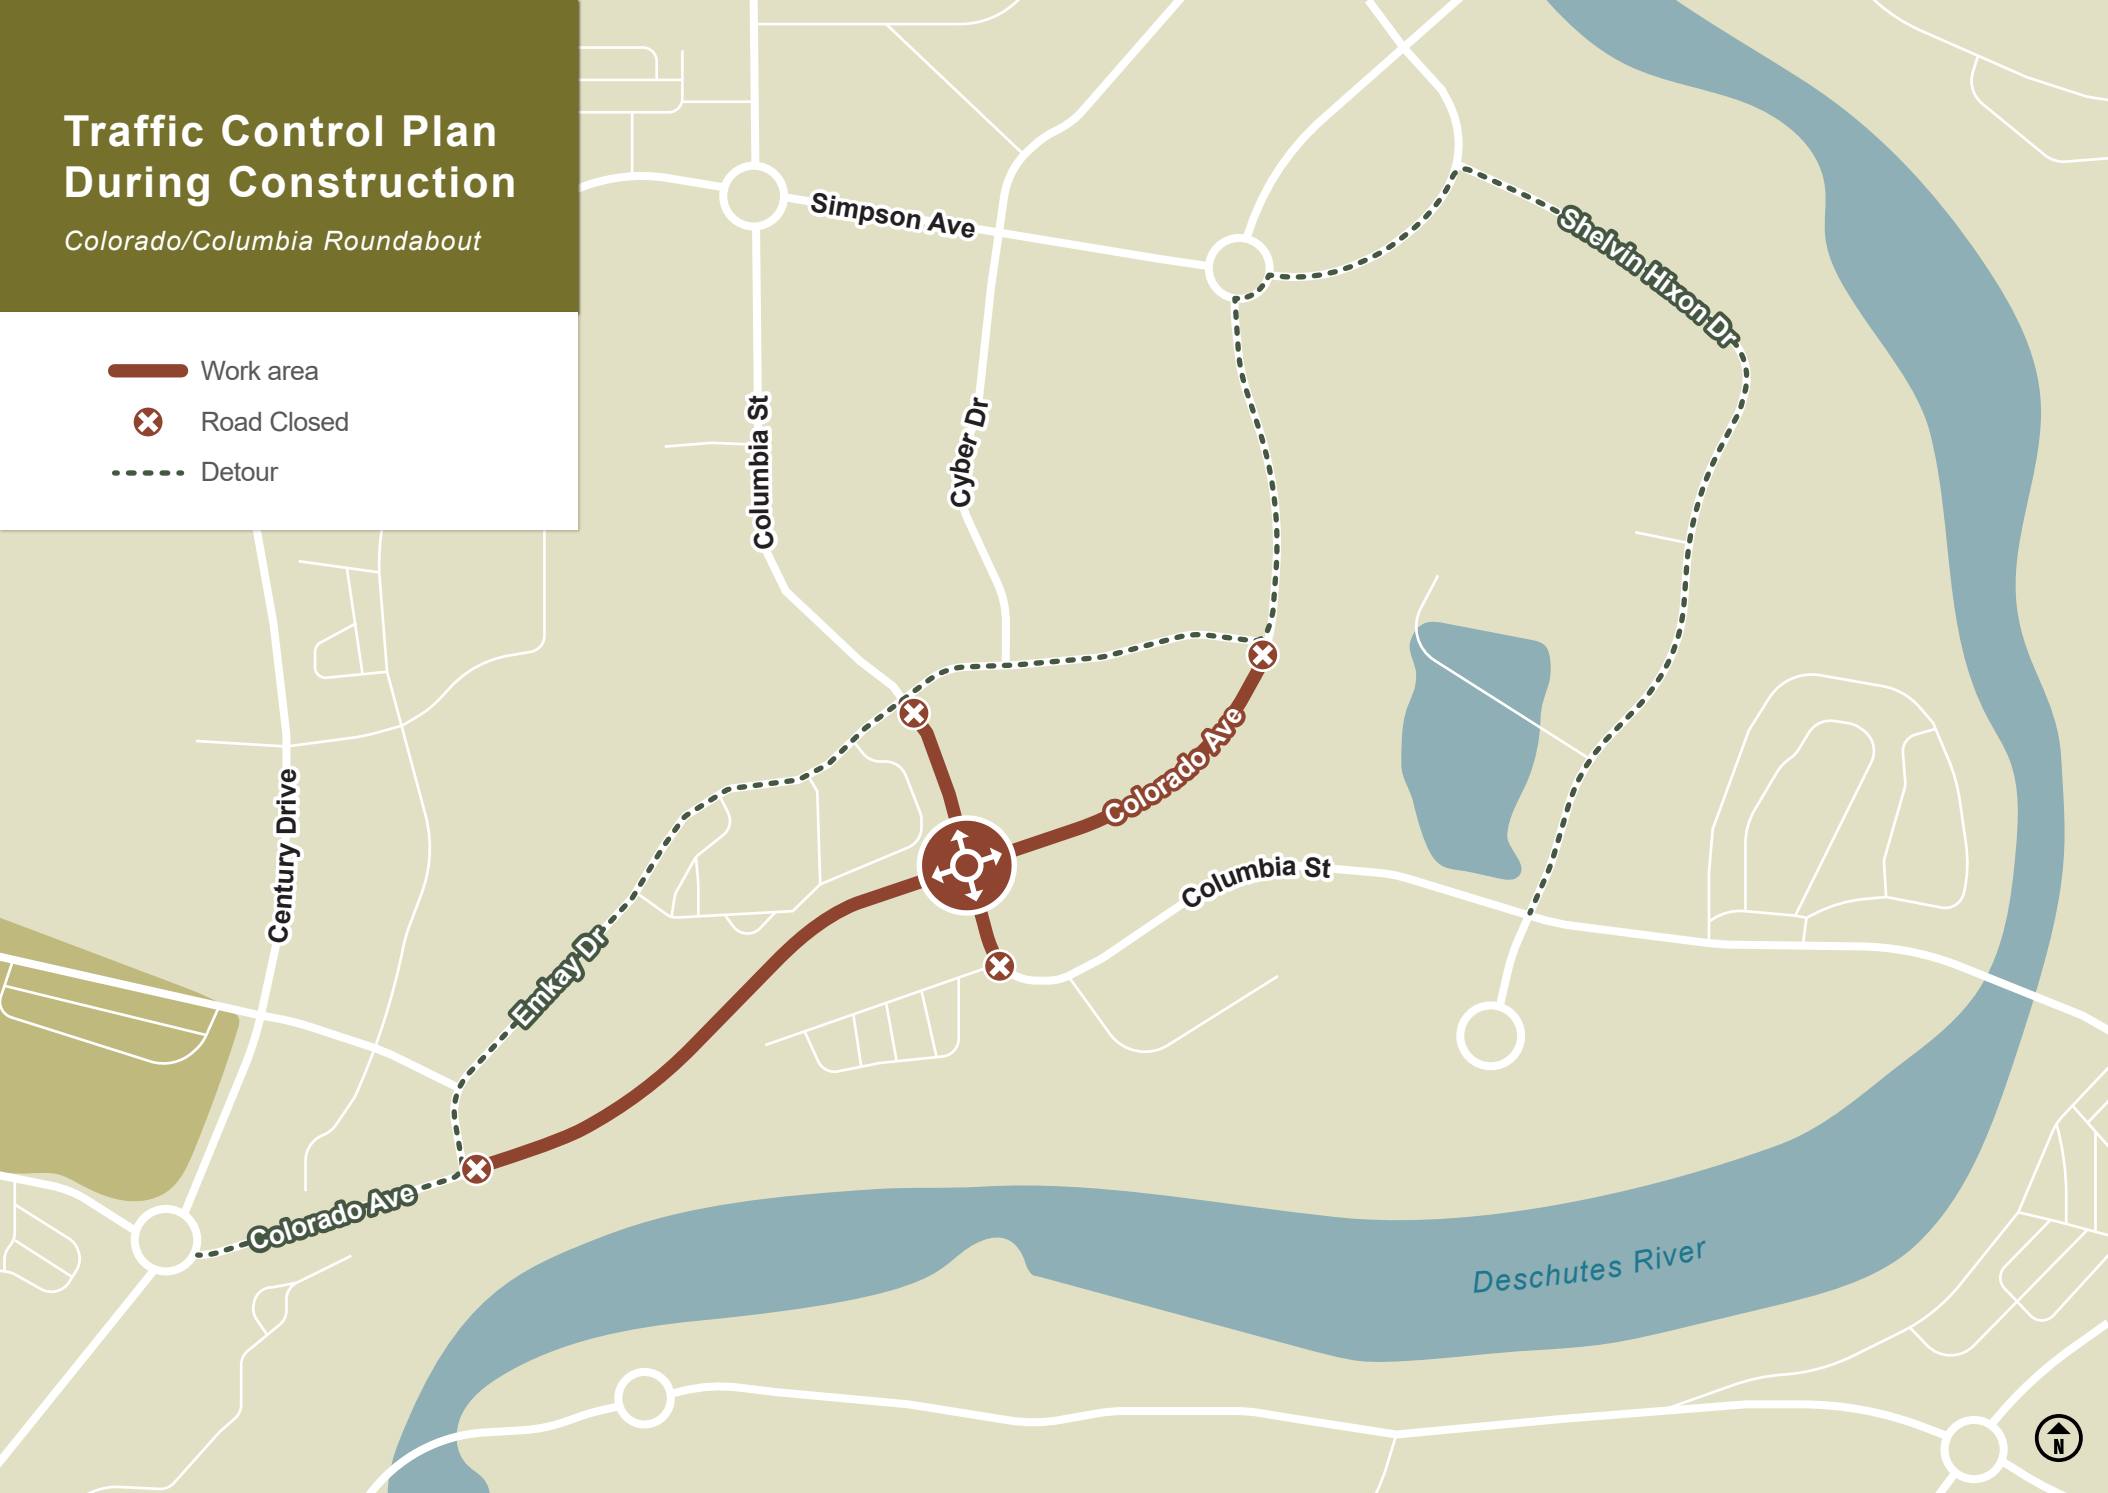 Traffic Control Plan
During Construction
Colorado/Columbia Roundabout
Work area
Road Closed
Detour
Simpson Ave
Shelvin Hixon Dr
Columbia St
Cyber Dr
Colorado Ave
Century Drive
Columbia St
Emkay Dr
Colorado Ave
Deschutes River
N